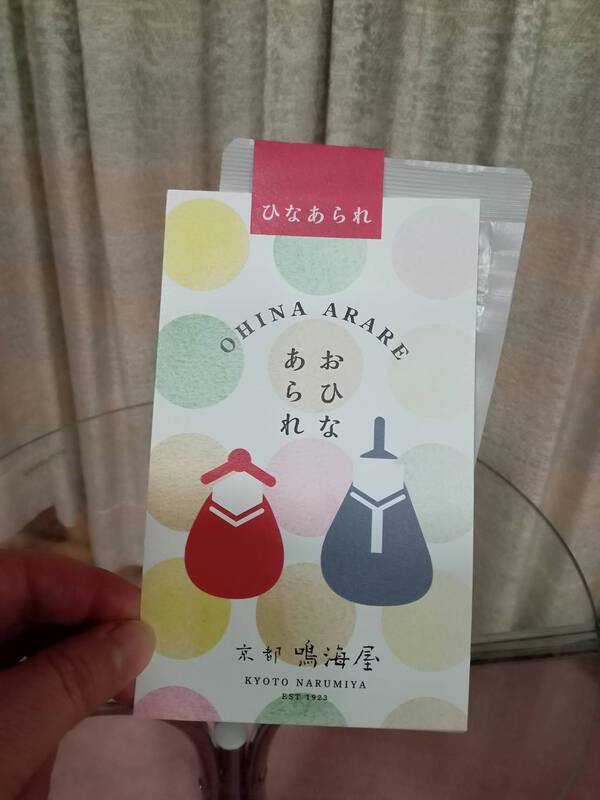 ひなあられ
OHINA ARARE
おひな
あられ
京都 鳴海屋
KYOTO NARUMIYA
EST 1923